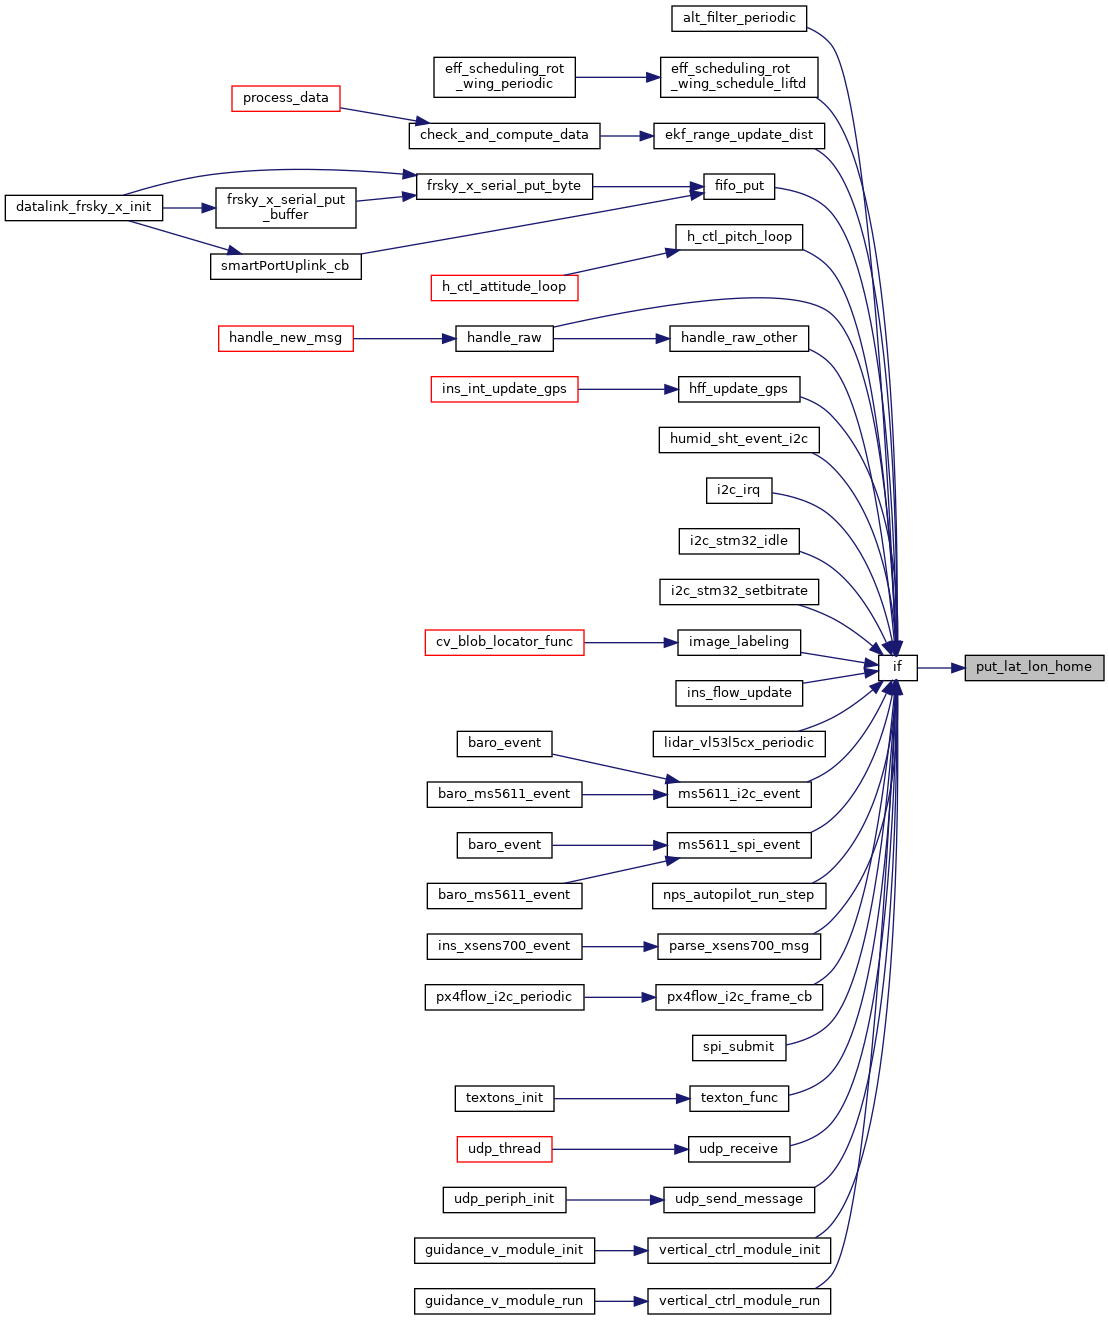 alt_filter_periodic
eff_scheduling_rot
_wing_periodic
eff_scheduling_rot
_wing_schedule_liftd
process_data
check_and_compute_data
ekf_range_update_dist
datalink_frsky_x_init
frsky_x_serial_put
_buffer
frsky_x_serial_put_byte
fifo_put
smartPortUplink_cb
h_ctl_pitch_loop
h_ctl_attitude_loop
handle_new_msg
handle_raw
handle_raw_other
ins_int_update_gps
hff_update_gps
humid_sht_event_i2c
i2c_irq
i2c_stm32_idle
i2c_stm32_setbitrate
cv_blob_locator_func
image_labeling
if
put_lat_lon_home
ins_flow_update
lidar_vl53l5cx_periodic
baro_event
baro_ms5611_event
ms5611_i2c_event
baro_event
ms5611_spi_event
baro_ms5611_event
nps_autopilot_run_step
ins_xsens700_event
parse_xsens700_msg
px4flow_i2c_periodic
px4flow_i2c_frame_cb
spi_submit
textons_init
texton_func
udp_thread
udp_receive
udp_periph_init
udp_send_message
guidance_v_module_init
vertical_ctrl_module_init
guidance_v_module_run
vertical_ctrl_module_run